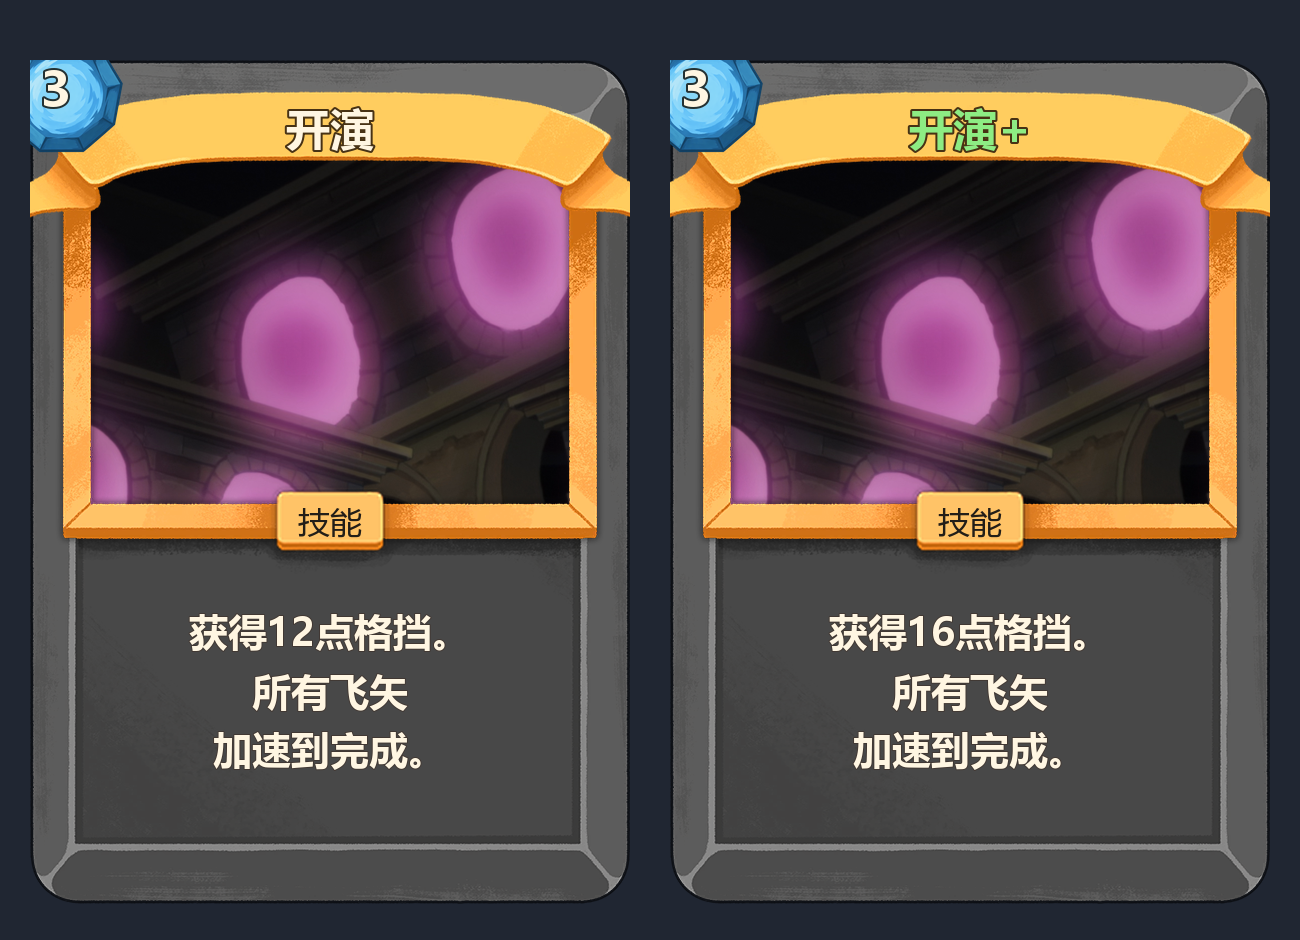 3
开演
技能
获得12点格挡。
所有飞矢
加速到完成。
3
开演+
技能
获得16点格挡。
所有飞矢
加速到完成。